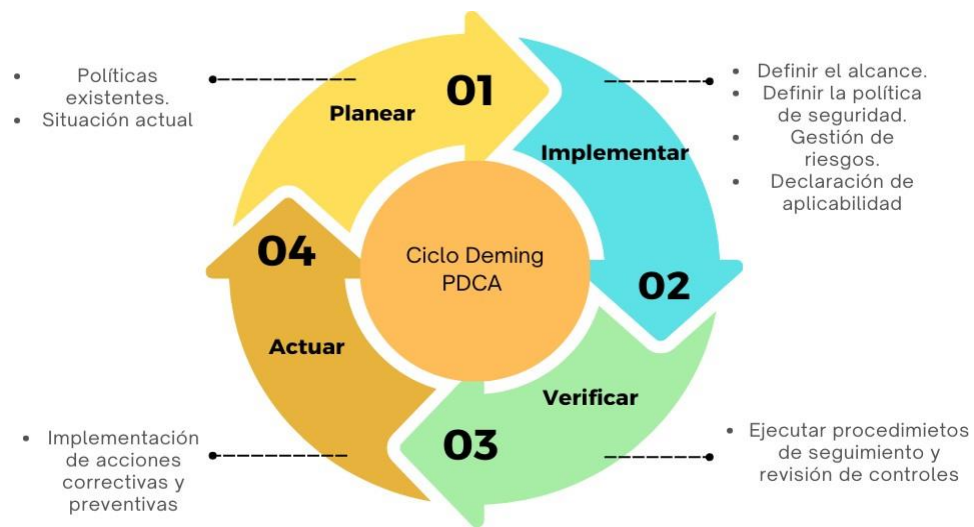 • Políticas
existentes.
• Situación actual
01
Planear
• Definir el alcance.
• Definir la política
de seguridad.
• Gestión de
riesgos.
• Declaración de
aplicabilidad
Implementar
02
Ciclo Deming
PDCA
04
Actuar
Verificar
03
• Implementación
de acciones
correctivas y
preventivas
• Ejecutar procedimietos
de seguimiento y
revisión de controles